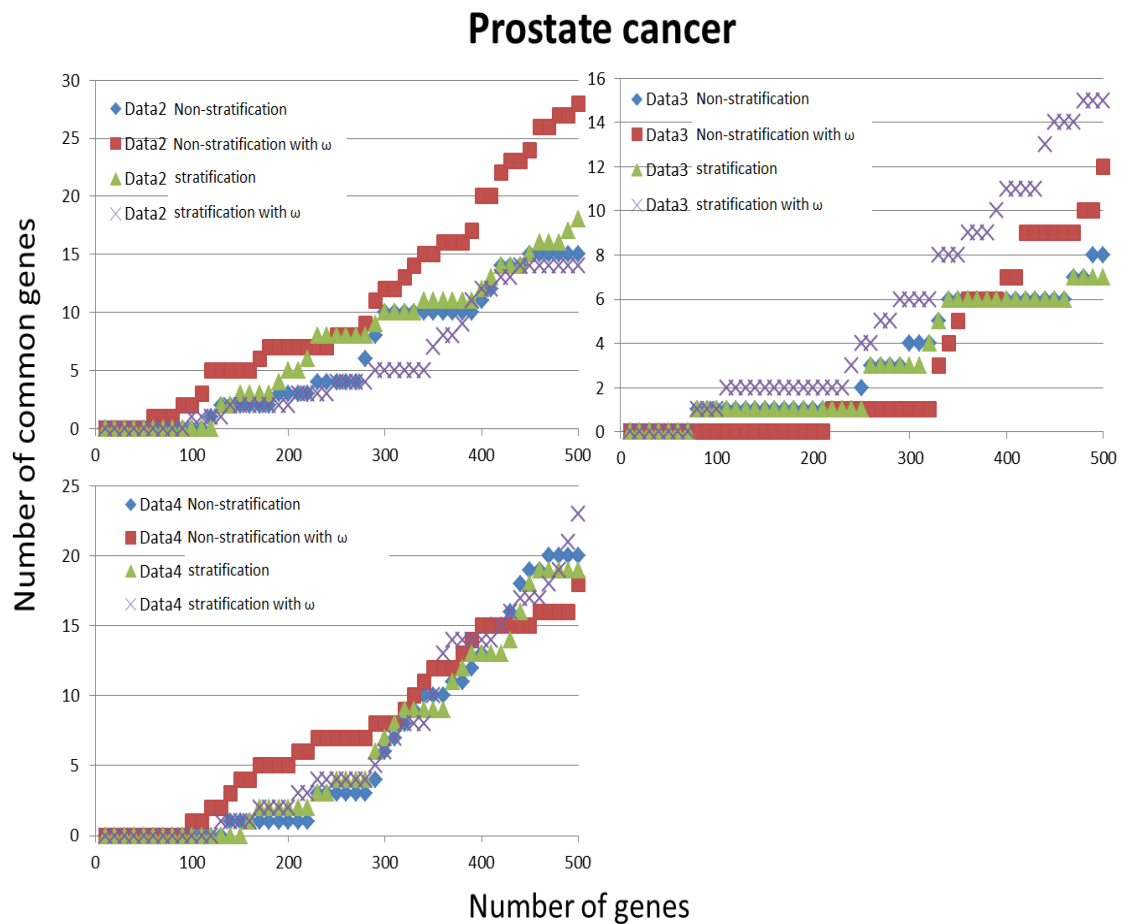 Prostate cancer
Number of common genes
30
25
20
15
10
5
0
0 100 200 300 400 500
Data2 Non-stratification
Data2 Non-stratification with ω
Data2 stratification
Data2 stratification with ω
16
14
12
10
8
6
4
2
0
0 100 200 300 400 500
Data3 Non-stratification
Data3 Non-stratification with ω
Data3 stratification
Data3 stratification with ω
25
20
15
10
5
0
0 100 200 300 400 500
Data4 Non-stratification
Data4 Non-stratification with ω
Data4 stratification
Data4 stratification with ω
Number of genes